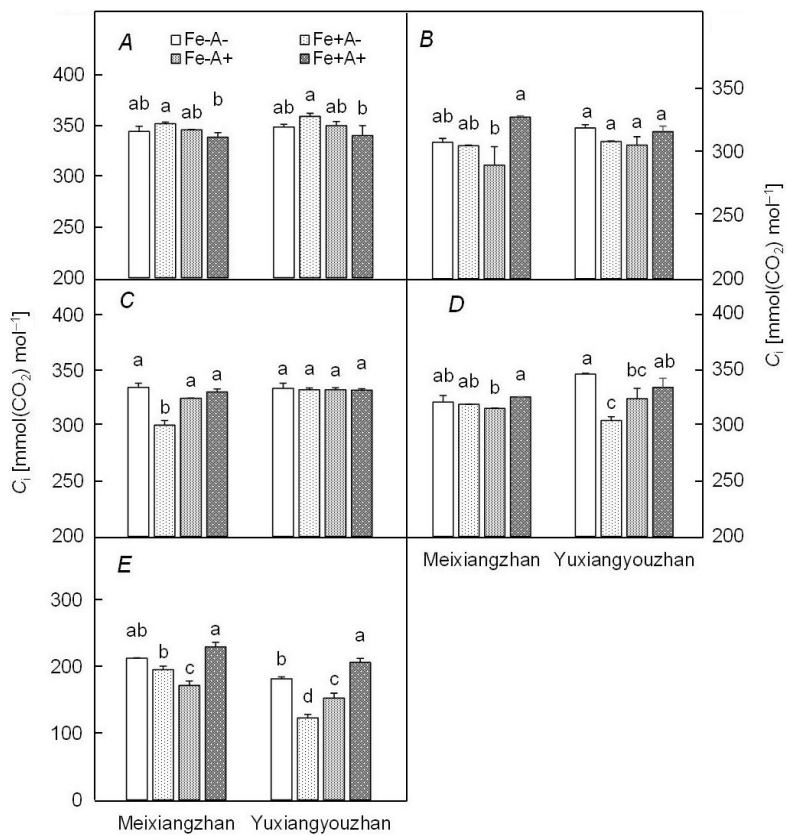 A
Fe-A-
Fe+A-
Fe-A+
Fe+A+
400
350
300
250
200
ab a ab b
ab a ab b
B
350
300
250
200
ab ab b a
a a a a
Ci [mmol(CO2) mol–1]
C
400
350
300
250
200
a b a a
a a a a
Ci [mmol(CO2) mol–1]
D
400
350
300
250
200
ab ab b a
a c bc ab
Meixiangzhan Yuxiangyouzhan
E
300
200
100
0
ab b c a
b d c a
Meixiangzhan Yuxiangyouzhan